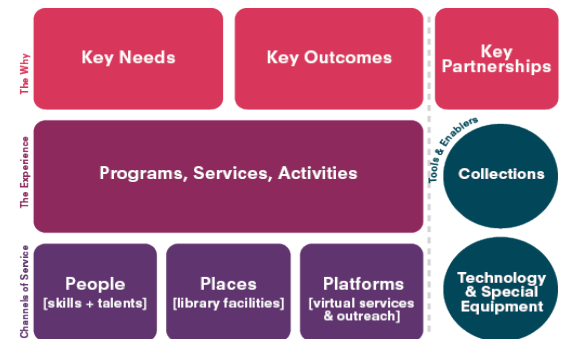 The Why
Key Needs
Key Outcomes
Key
Partnerships
The Experience
Programs, Services, Activities
Tools & Enablers
Collections
Channels of Service
People
[skills + talents]
Places
[library facilities]
Platforms
[virtual services
& outreach]
Technology
& Special
Equipment